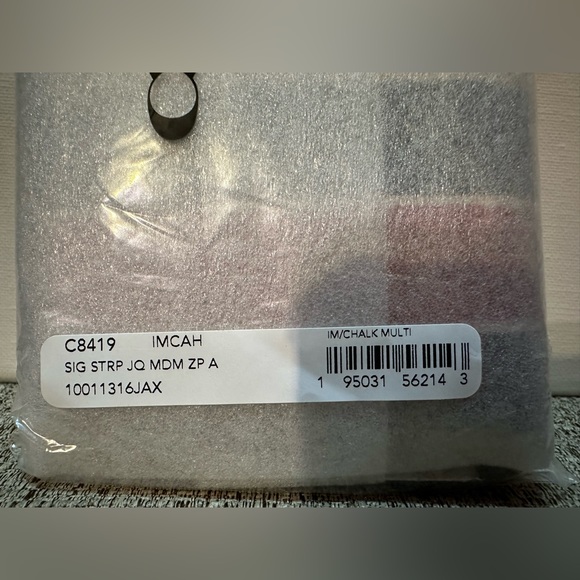 C8419 IMCAH
SIG STRP JQ MDM ZP A
10011316JAX
IM/CHALK MULTI
1 95031 56214 3